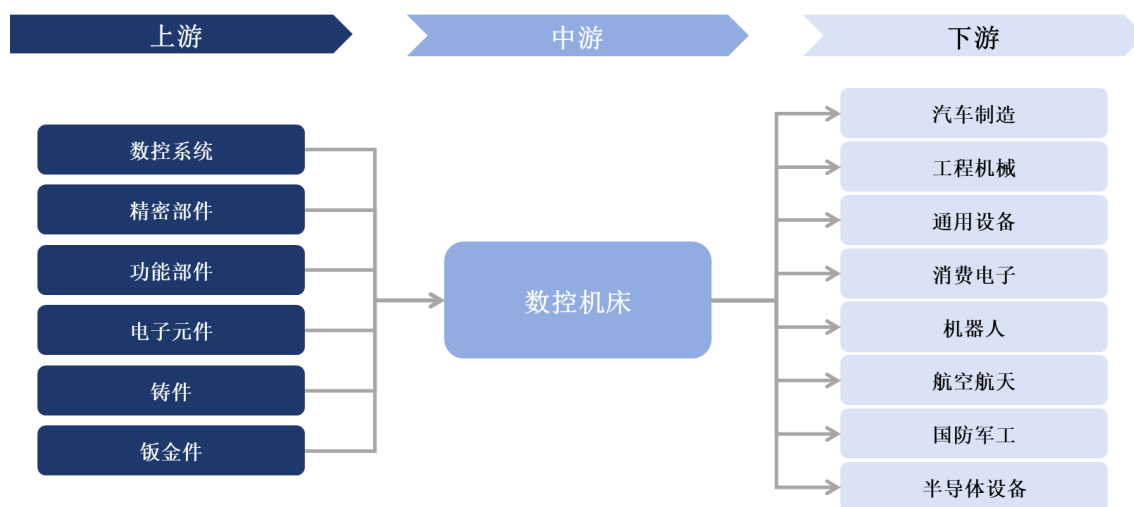 上游
中游
下游
数控系统
精密部件
功能部件
电子元件
铸件
钣金件
数控机床
汽车制造
工程机械
通用设备
消费电子
机器人
航空航天
国防军工
半导体设备